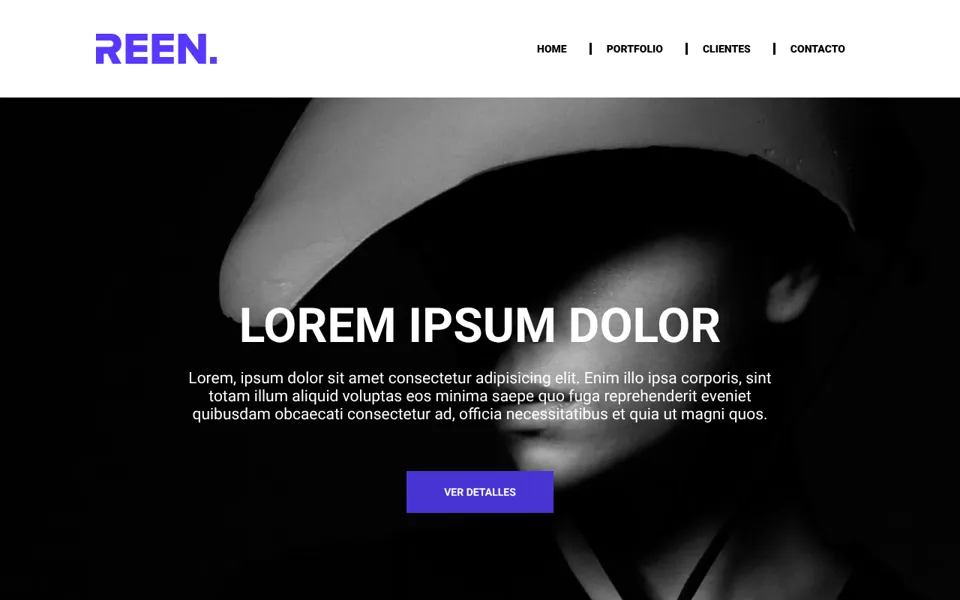 REEN.
HOME | PORTFOLIO | CLIENTES | CONTACTO
LOREM IPSUM DOLOR
Lorem, ipsum dolor sit amet consectetur adipisicing elit. Enim illo ipsa corporis, sint
totam illum aliquid voluptas eos minima saepe quo fuga reprehenderit eveniet
quibusdam obcaecati consectetur ad, officia necessitatibus et quia ut magni quos.
VER DETALLES